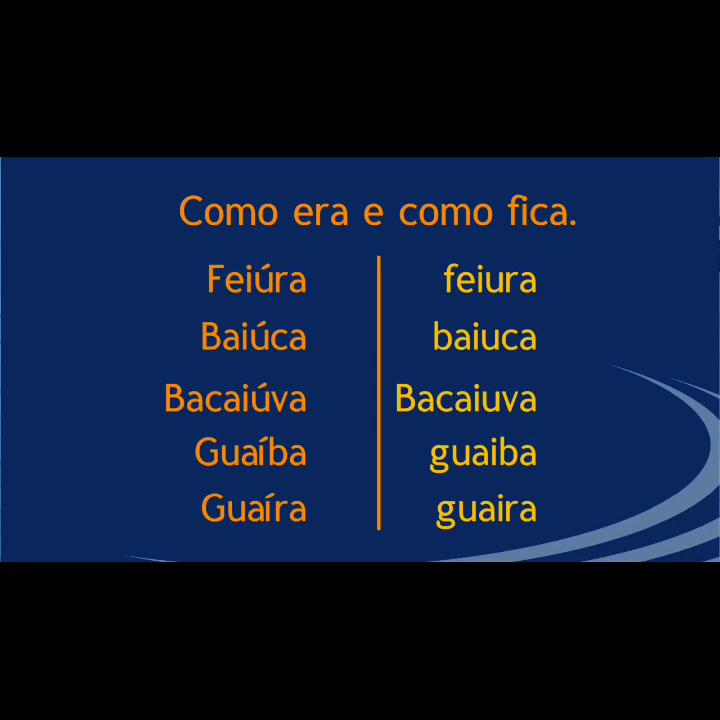 Como era e como fica.
Feiúra feiura
Baiúca baiuca
Bacaiúva Bacaiuva
Guaíba guaiba
Guaíra guaira